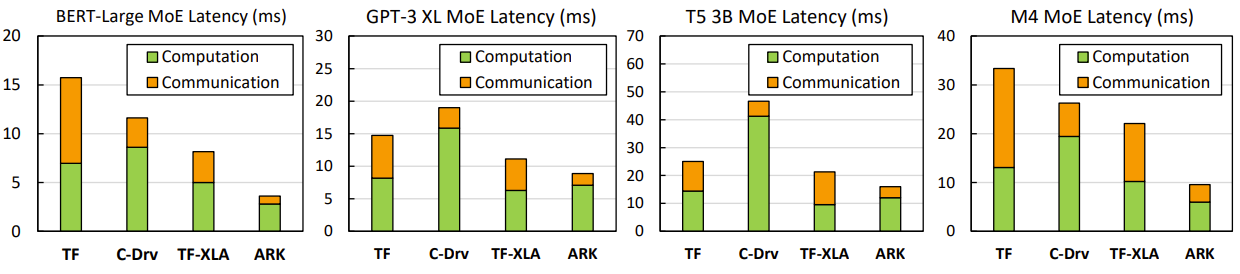 BERT-Large MoE Latency (ms)
20
15
10
5
0
Computation
Communication
TF C-Drv TF-XLA ARK
GPT-3 XL MoE Latency (ms)
30
25
20
15
10
5
0
Computation
Communication
TF C-Drv TF-XLA ARK
T5 3B MoE Latency (ms)
70
60
50
40
30
20
10
0
Computation
Communication
TF C-Drv TF-XLA ARK
M4 MoE Latency (ms)
40
30
20
10
0
Computation
Communication
TF C-Drv TF-XLA ARK